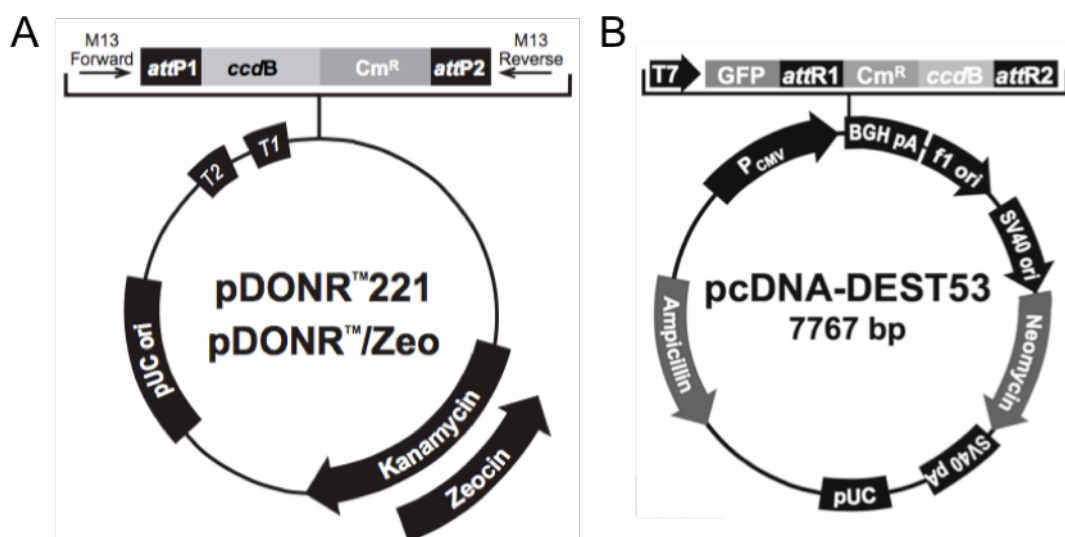 A
M13
Forward
attP1 ccdB CmR attP2
M13
Reverse
T2 T1
pUC ori
pDONR™221
pDONR™/Zeo
Kanamycin
Zeocin
B
T7 GFP attR1 CmR ccdB attR2
PCMV
BGH pA
f1 ori
SV40 ori
pcDNA-DEST53
7767 bp
Ampicillin
Neomycin
SV40 pA
pUC